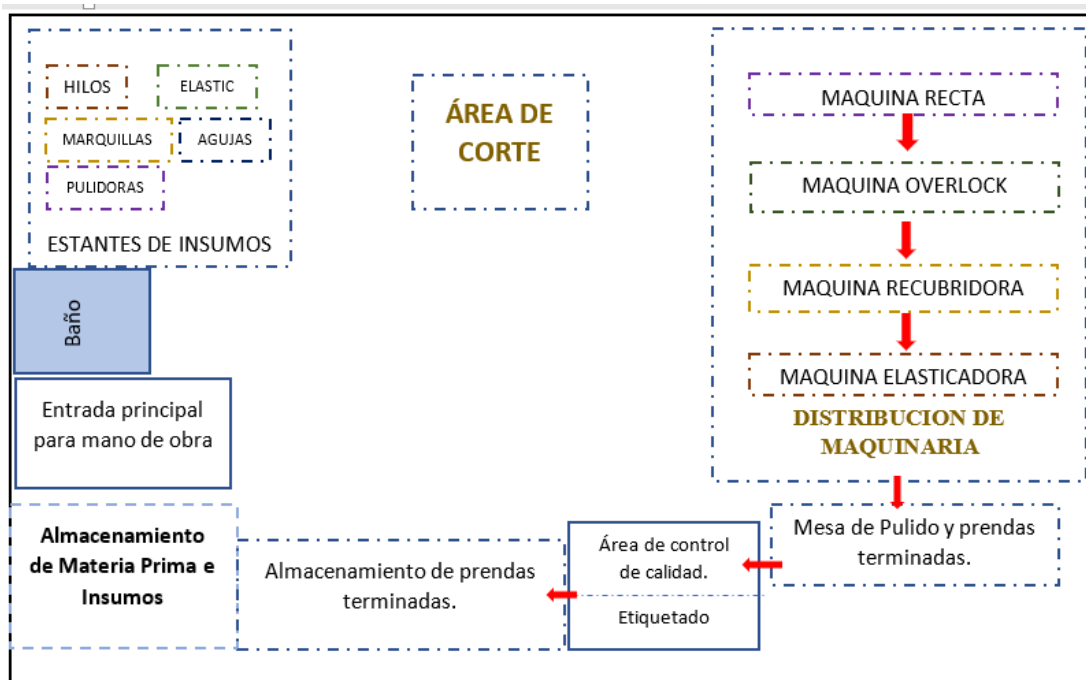 HILOS
ELASTIC
MARQUILLAS
AGUJAS
PULIDORAS
ESTANTES DE INSUMOS
ÁREA DE
CORTE
MAQUINA RECTA
MAQUINA OVERLOCK
MAQUINA RECUBRIDORA
MAQUINA ELASTICADORA
DISTRIBUCION DE
MAQUINARIA
Baño
Entrada principal
para mano de obra
Almacenamiento
de Materia Prima e
Insumos
Almacenamiento de prendas
terminadas.
Área de control
de calidad.
Etiquetado
Mesa de Pulido y prendas
terminadas.